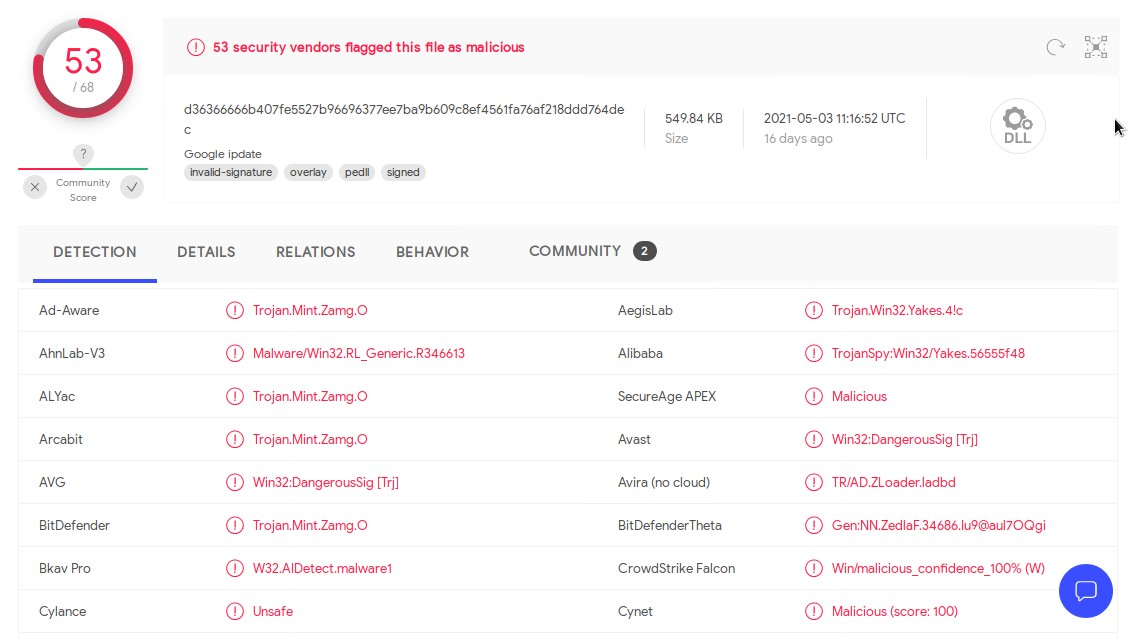 53
/ 68
?
Community
Score
53 security vendors flagged this file as malicious
d36366666b407fe5527b96696377ee7ba9b609c8ef4561fa76af218ddd764de
c
Google ipdate
invalid-signature overlay pedll signed
549.84 KB
Size
2021-05-03 11:16:52 UTC
16 days ago
DLL
DETECTION DETAILS RELATIONS BEHAVIOR COMMUNITY 2
Ad-Aware Trojan.Mint.Zamg.O AegisLab Trojan.Win32.Yakes.4!c
AhnLab-V3 Malware/Win32.RL_Generic.R346613 Alibaba TrojanSpy:Win32/Yakes.56555f48
ALYac Trojan.Mint.Zamg.O SecureAge APEX Malicious
Arcabit Trojan.Mint.Zamg.O Avast Win32:DangerousSig [Trj]
AVG Win32:DangerousSig [Trj] Avira (no cloud) TR/AD.ZLoader.ladbd
BitDefender Trojan.Mint.Zamg.O BitDefenderTheta Gen:NN.ZedlaF.34686.lu9@aul7OQgi
Bkav Pro W32.AIDetect.malware1 CrowdStrike Falcon Win/malicious_confidence_100% (W)
Cylance Unsafe Cynet Malicious (score: 100)